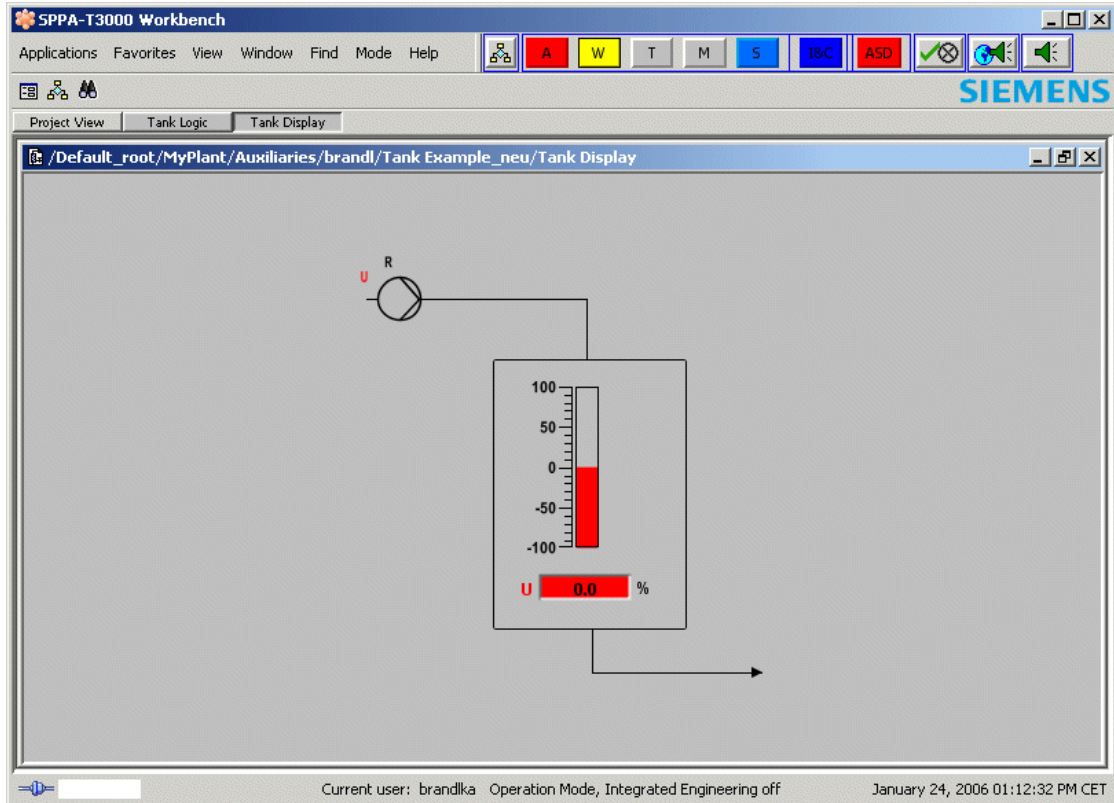 SPPA-T3000 Workbench
Applications Favorites View Window Find Mode Help A W T M S I&C ASD
SIEMENS
Project View Tank Logic Tank Display
/Default_root/MyPlant/Auxiliaries/brandl/Tank Example_neu/Tank Display
R
U
100
50
0
-50
-100
U 0.0 %
Current user: brandlka Operation Mode, Integrated Engineering off January 24, 2006 01:12:32 PM CET